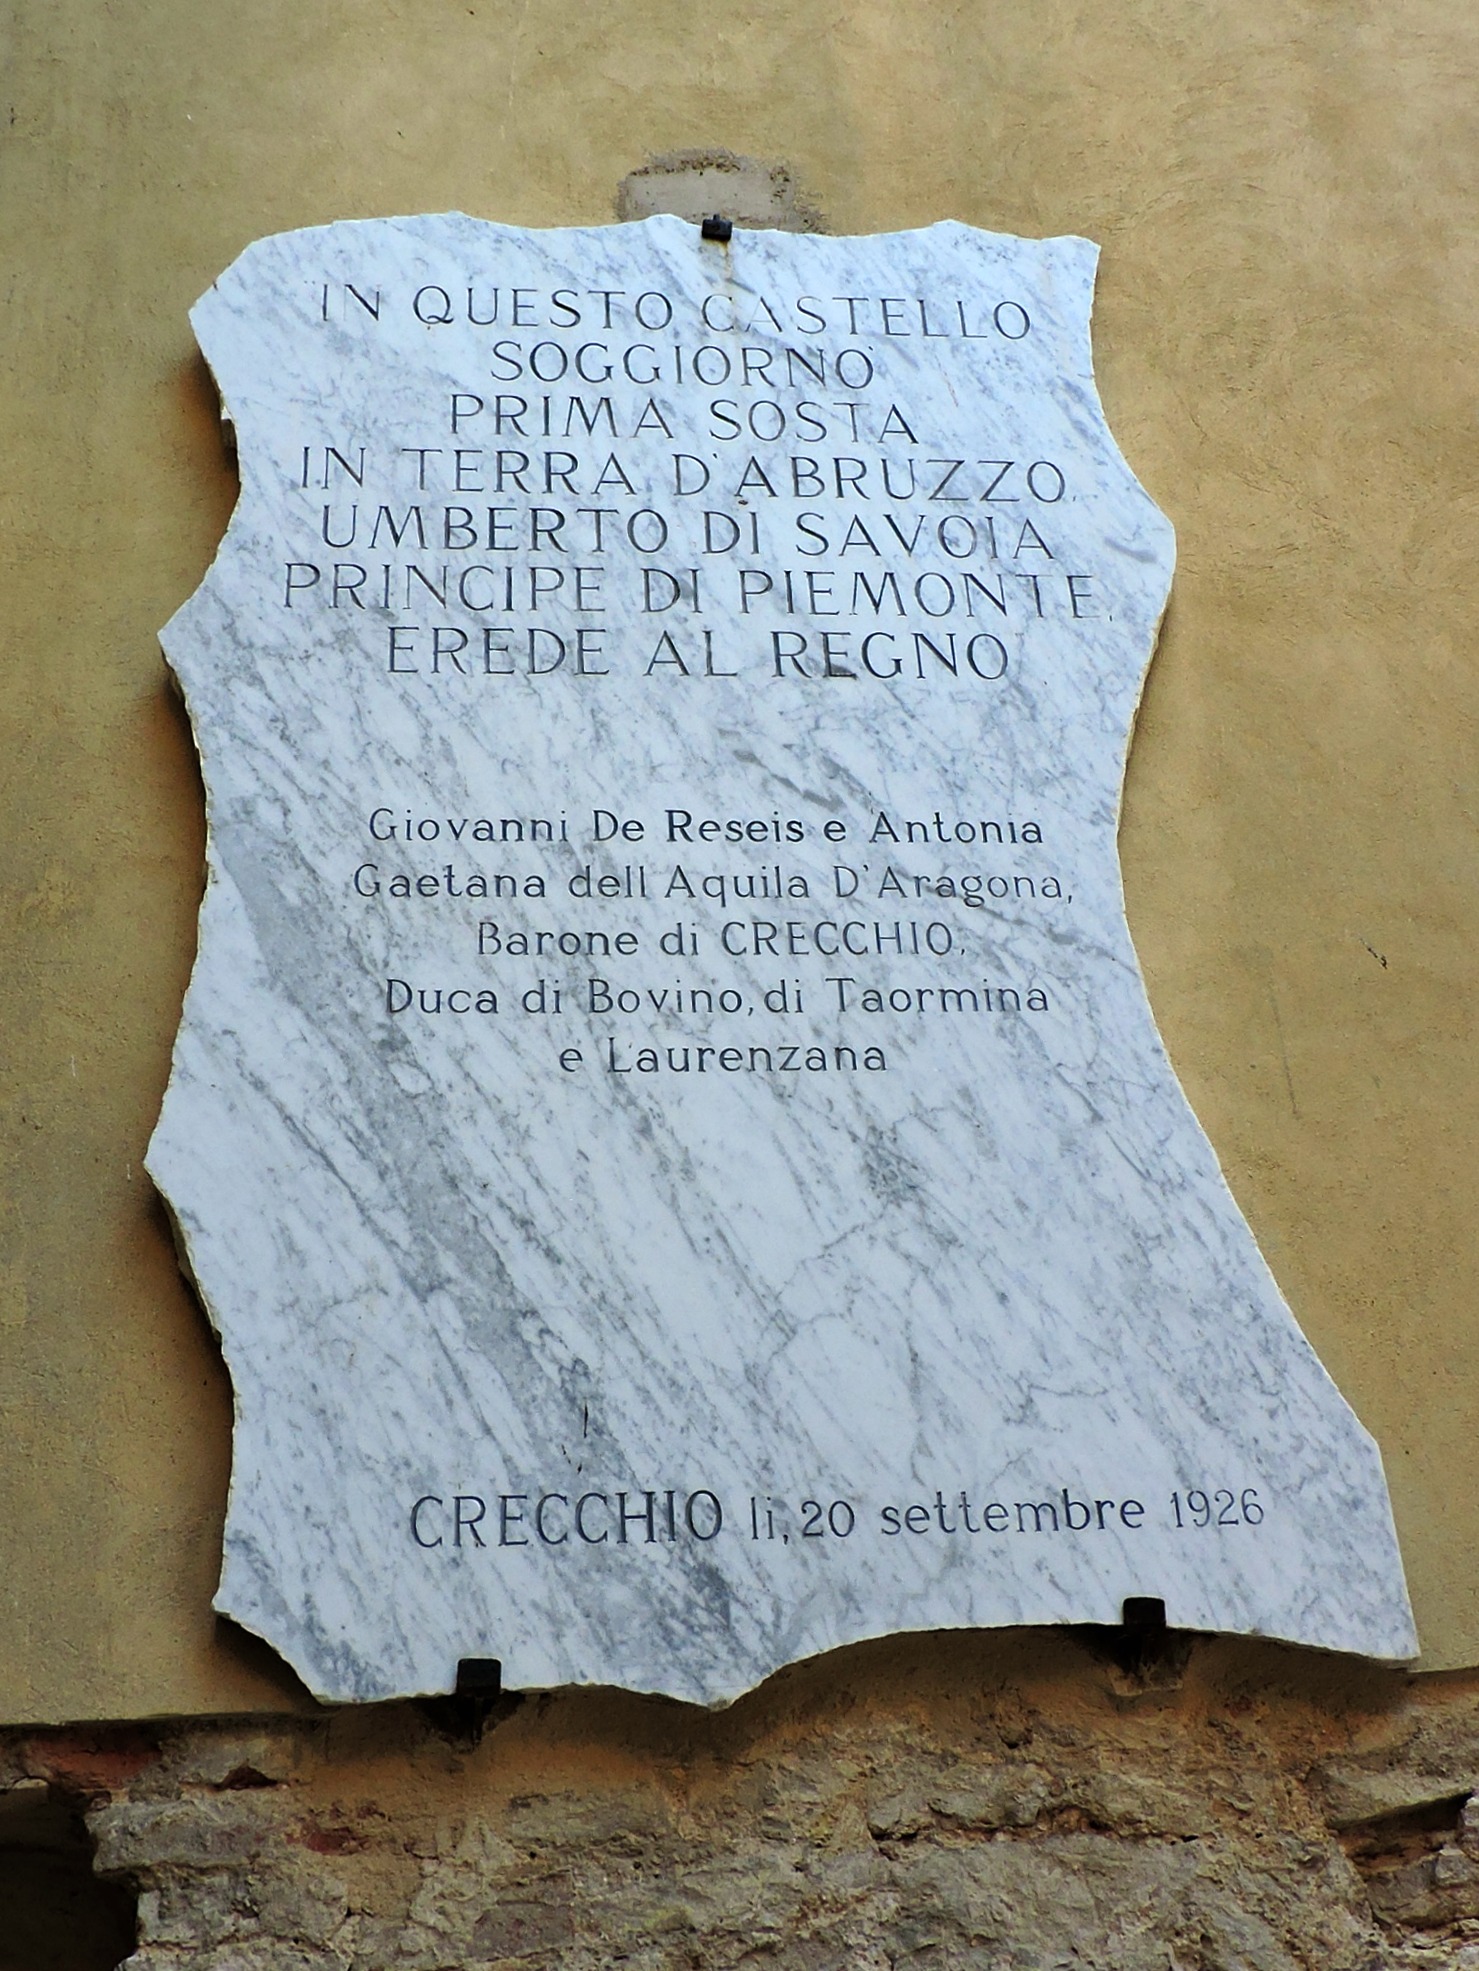 IN QUESTO CASTELLO
SOGGIORNÒ
PRIMA SOSTA
IN TERRA D'ABRUZZO.
UMBERTO DI SAVOIA
PRINCIPE DI PIEMONTE.
EREDE AL REGNO
Giovanni De Reseis e Antonia
Gaetana dell'Aquila D'Aragona,
Barone di CRECCHIO,
Duca di Bovino, di Taormina
e Laurenzana
CRECCHIO li, 20 settembre 1926